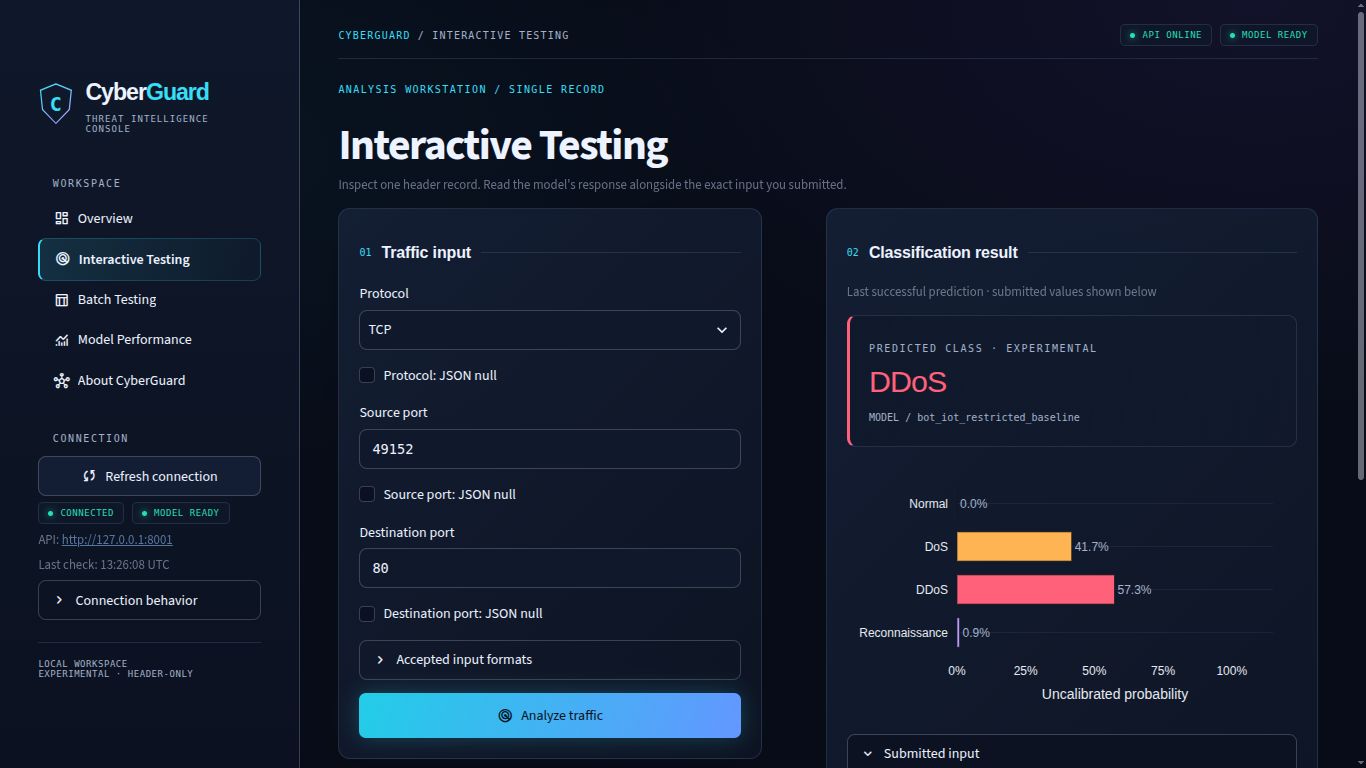 C
CyberGuard
THREAT INTELLIGENCE
CONSOLE
WORKSPACE
Overview
Interactive Testing
Batch Testing
Model Performance
About CyberGuard
CONNECTION
Refresh connection
CONNECTED
MODEL READY
API: http://127.0.0.1:8001
Last check: 13:26:08 UTC
Connection behavior
LOCAL WORKSPACE
EXPERIMENTAL · HEADER-ONLY
CYBERGUARD / INTERACTIVE TESTING
API ONLINE
MODEL READY
ANALYSIS WORKSTATION / SINGLE RECORD
Interactive Testing
Inspect one header record. Read the model's response alongside the exact input you submitted.
01 Traffic input
Protocol
TCP
Protocol: JSON null
Source port
49152
Source port: JSON null
Destination port
80
Destination port: JSON null
Accepted input formats
Analyze traffic
02 Classification result
Last successful prediction · submitted values shown below
PREDICTED CLASS · EXPERIMENTAL
DDoS
MODEL / bot_iot_restricted_baseline
Normal 0.0%
DoS 41.7%
DDoS 57.3%
Reconnaissance 0.9%
0% 25% 50% 75% 100%
Uncalibrated probability
Submitted input